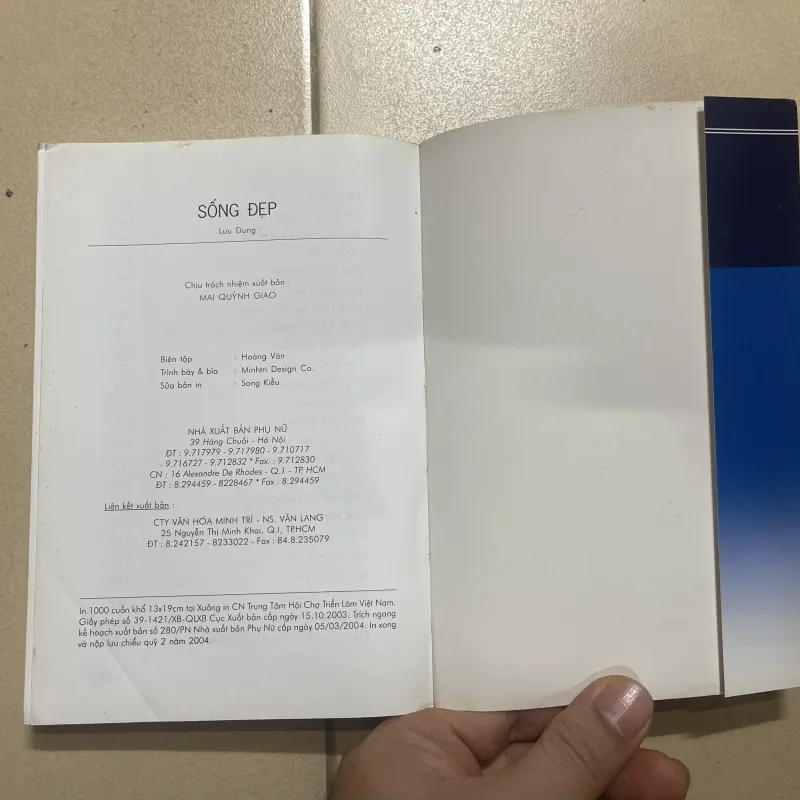 SỐNG ĐẸP
Lưu Dung
Chịu trách nhiệm xuất bản :
MAI QUỲNH GIAO
Biên tập : Hoàng Vân
Trình bày & bìa : Minhtri Design Co.
Sửa bản in : Song Kiều
NHÀ XUẤT BẢN PHỤ NỮ
39 Hàng Chuối - Hà Nội
ĐT : 9.717979 - 9.717980 - 9.710717
- 9.716727 - 9.712832 * Fax. : 9.712830
CN : 16 Alexandre De Rhodes - Q.1 - TP. HCM
ĐT : 8.294459 - 8228467 * Fax : 8.294459
Liên kết xuất bản :
CTY VĂN HÓA MINH TRÍ - NS. VĂN LANG
25 Nguyễn Thị Minh Khai, Q.1, TP.HCM
ĐT : 8.242157 - 8233022 - Fax : 84.8.235079
In 1000 cuốn khổ 13x19cm tại Xưởng in CN Trung Tâm Hội Chợ Triển Lãm Việt Nam.
Giấy phép số 39-1421/XB-QLXB Cục Xuất bản cấp ngày 15.10.2003. Trích ngang
kế hoạch xuất bản số 280/PN Nhà xuất bản Phụ Nữ cấp ngày 05/03/2004. In xong
và nộp lưu chiểu quý 2 năm 2004.